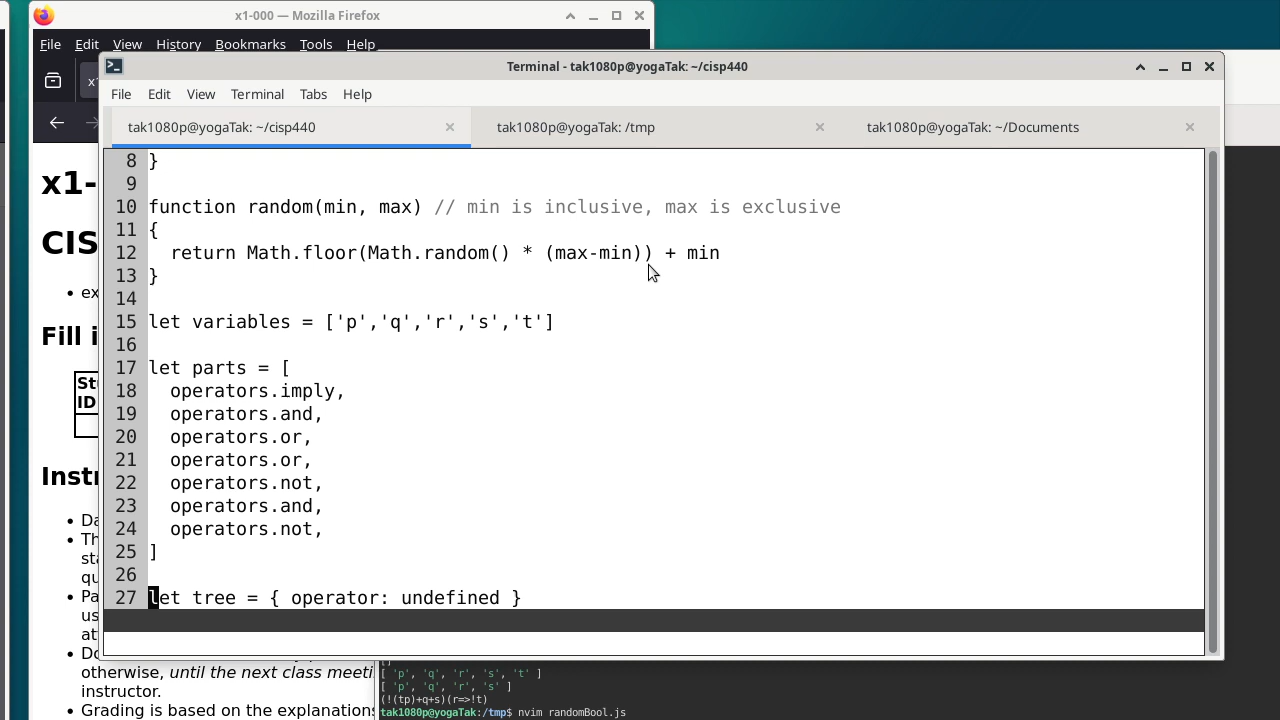 x1-000 — Mozilla Firefox
File Edit View History Bookmarks Tools Help
Terminal - tak1080p@yogaTak: ~/cisp440
File Edit View Terminal Tabs Help
tak1080p@yogaTak: ~/cisp440
tak1080p@yogaTak: /tmp
tak1080p@yogaTak: ~/Documents
8 }
9
10 function random(min, max) // min is inclusive, max is exclusive
11 {
12   return Math.floor(Math.random() * (max-min)) + min
13 }
14
15 let variables = ['p','q','r','s','t']
16
17 let parts = [
18   operators.imply,
19   operators.and,
20   operators.or,
21   operators.or,
22   operators.not,
23   operators.and,
24   operators.not,
25 ]
26
27 let tree = { operator: undefined }
x1-
CIS
ex
Fill i
ID
Instr
otherwise, until the next class meeti
instructor.
Grading is based on the explanations
[]
[ 'p', 'q', 'r', 's', 't' ]
[ 'p', 'q', 'r', 's' ]
(!(tp)+q+s)(r=>!t)
tak1080p@yogaTak:/tmp$ nvim randomBool.js